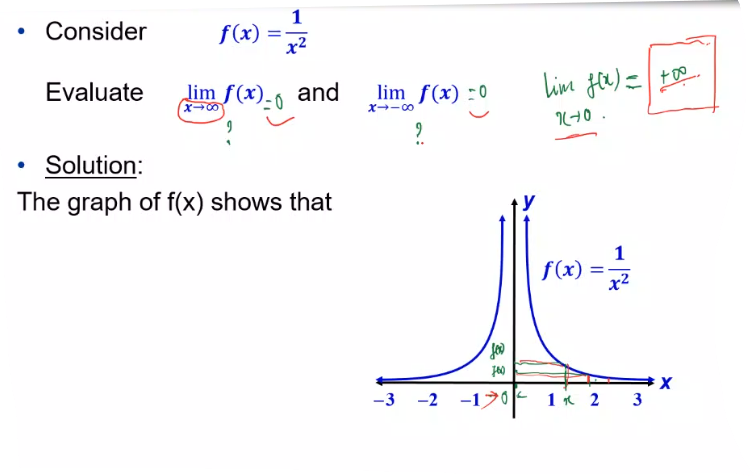 • Consider f(x) = 1/x²
Evaluate lim x→∞ f(x) = 0 and lim x→−∞ f(x) = 0 lim x→0 f(x) = +∞
? ?
• Solution:
The graph of f(x) shows that
y
f(x) = 1/x²
f(x)
x
−3 −2 −1 → 0 ← 1 x 2 3